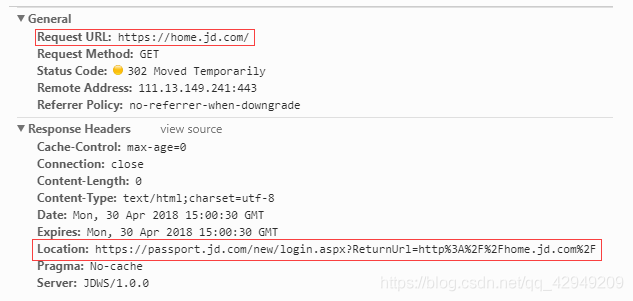 General
Request URL: https://home.jd.com/
Request Method: GET
Status Code: 302 Moved Temporarily
Remote Address: 111.13.149.241:443
Referrer Policy: no-referrer-when-downgrade
Response Headers view source
Cache-Control: max-age=0
Connection: close
Content-Length: 0
Content-Type: text/html;charset=utf-8
Date: Mon, 30 Apr 2018 15:00:30 GMT
Expires: Mon, 30 Apr 2018 15:00:30 GMT
Location: https://passport.jd.com/new/login.aspx?ReturnUrl=http%3A%2F%2Fhome.jd.com%2F
Pragma: No-cache
Server: JDWS/1.0.0
https://blog.csdn.net/qq_42949209